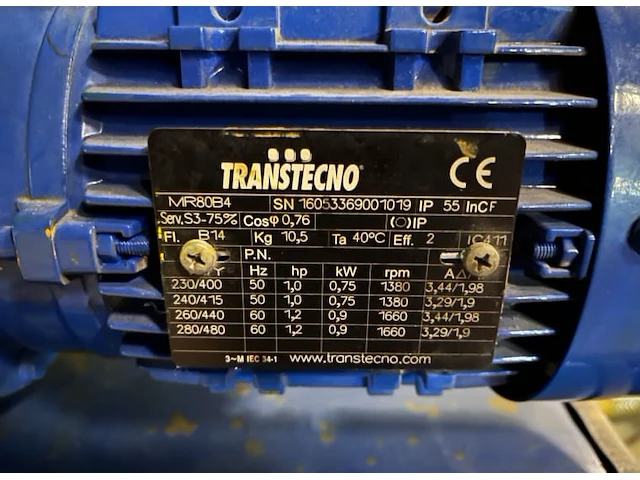 TRANSTECNO CE
MR80B4 SN 16053369001019 IP 55 InCF
Serv. S3-75% Cosφ 0,76 (○)IP
Fl. B14 Kg 10,5 Ta 40°C Eff. 2 IC411
P.N.
Y Hz hp kW rpm A
230/400 50 1,0 0,75 1380 3,44/1,98
240/415 50 1,0 0,75 1380 3,29/1,9
260/440 60 1,2 0,9 1660 3,44/1,98
280/480 60 1,2 0,9 1660 3,29/1,9
3~M IEC 34-1 www.transtecno.com